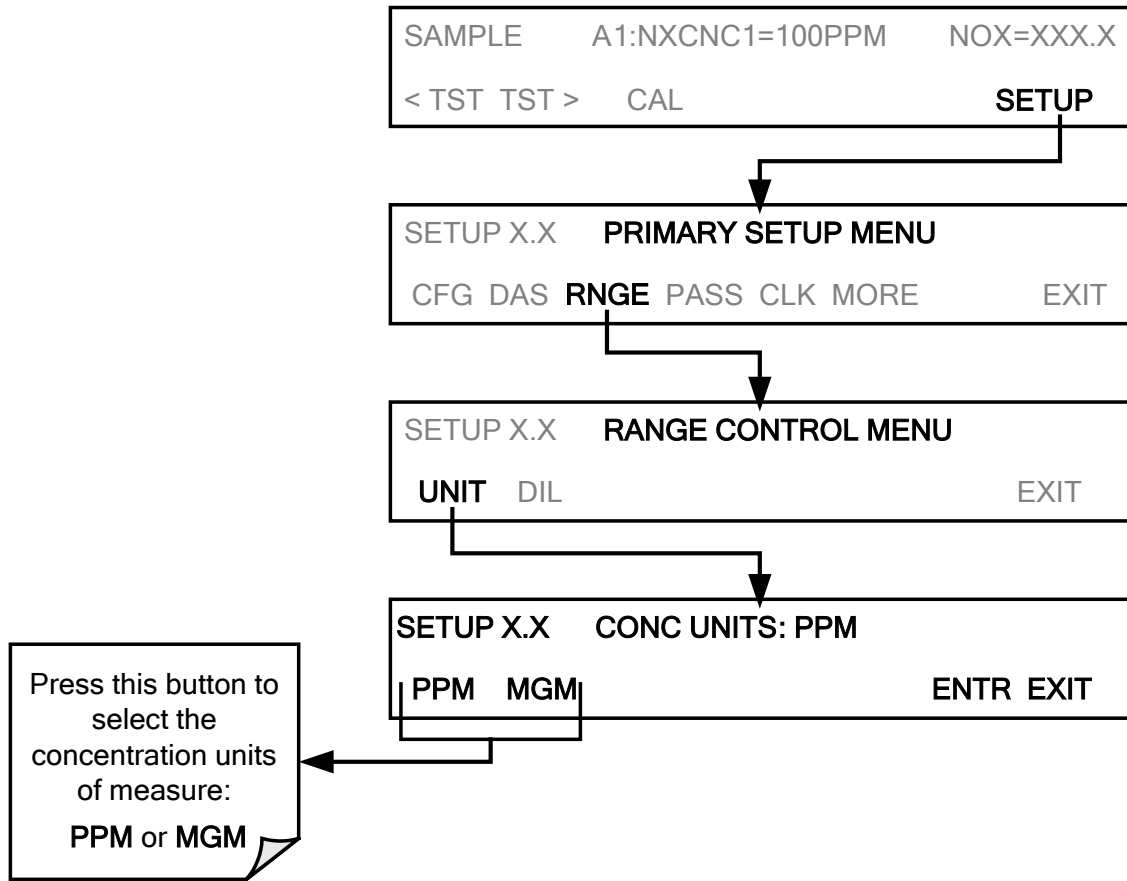 SAMPLE A1:NXCNC1=100PPM NOX=XXX.X
< TST TST > CAL SETUP
SETUP X.X PRIMARY SETUP MENU
CFG DAS RNGE PASS CLK MORE EXIT
SETUP X.X RANGE CONTROL MENU
UNIT DIL EXIT
SETUP X.X CONC UNITS: PPM
PPM MGM ENTR EXIT
Press this button to
select the
concentration units
of measure:
PPM or MGM